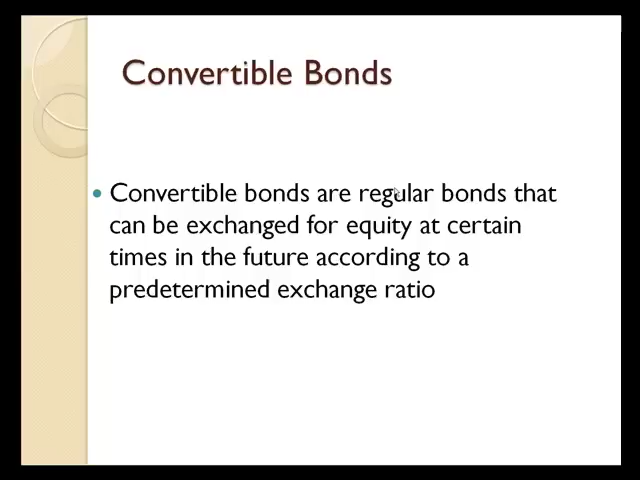 Convertible Bonds
• Convertible bonds are regular bonds that
can be exchanged for equity at certain
times in the future according to a
predetermined exchange ratio